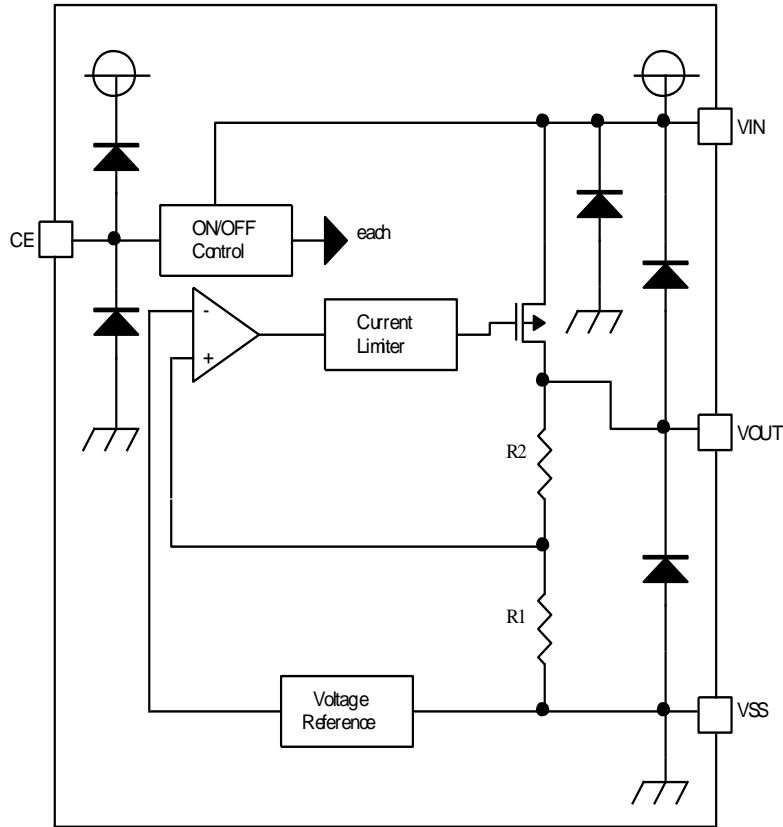 VIN
CE
ON/OFF
Control
each
-
+
Current
Limiter
R2
VOUT
R1
Voltage
Reference
VSS